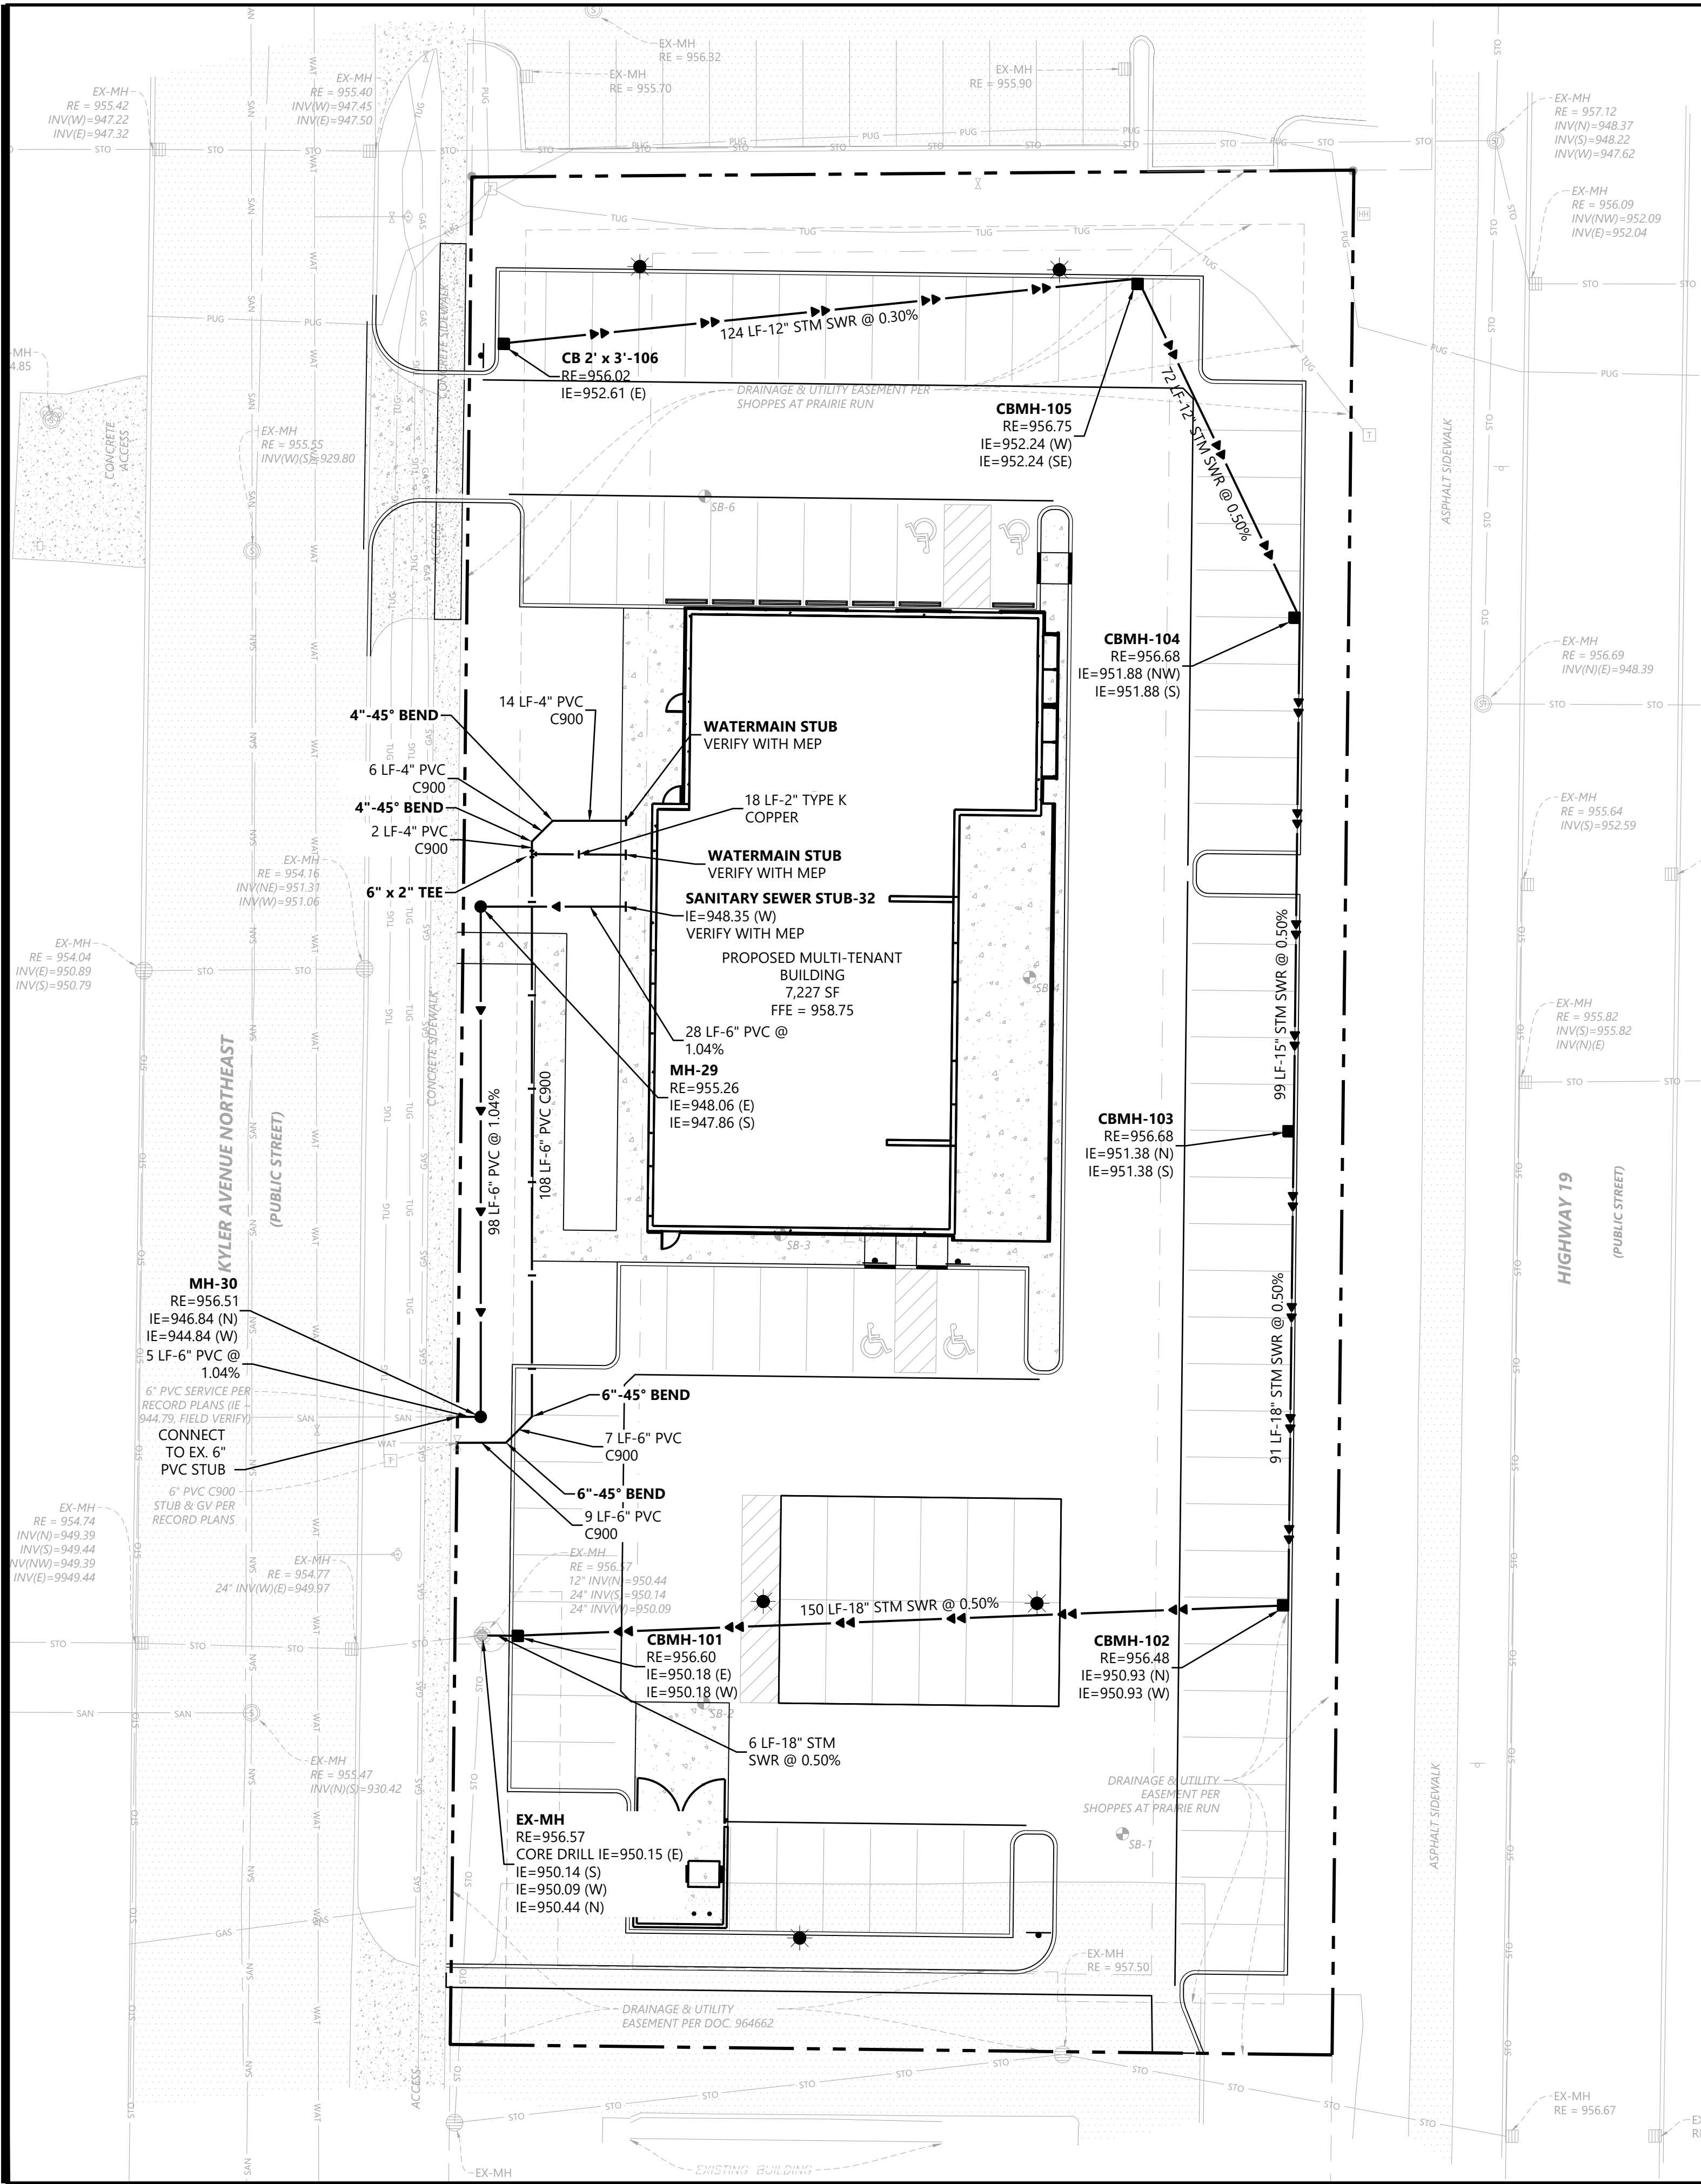 EX-MH
RE = 956.32
EX-MH
RE = 955.70
EX-MH
RE = 955.90
EX-MH
RE = 955.42
INV(W)=947.22
INV(E)=947.32
EX-MH
RE = 955.40
INV(W)=947.45
INV(E)=947.50
EX-MH
RE = 957.12
INV(N)=948.37
INV(S)=948.22
INV(W)=947.62
EX-MH
RE = 956.09
INV(NW)=952.09
INV(E)=952.04
124 LF-12" STM SWR @ 0.30%
CB 2' x 3'-106
RE=956.02
IE=952.61 (E)
DRAINAGE & UTILITY EASEMENT PER
SHOPPES AT PRAIRIE RUN
CBMH-105
RE=956.75
IE=952.24 (W)
IE=952.24 (SE)
72 LF-12" STM SWR @ 0.50%
-MH
4.85
CONCRETE
ACCESS
EX-MH
RE = 955.55
INV(W)(S)=929.80
CONCRETE SIDEWALK
ACCESS
ASPHALT SIDEWALK
SB-6
CBMH-104
RE=956.68
IE=951.88 (NW)
IE=951.88 (S)
EX-MH
RE = 956.69
INV(N)(E)=948.39
14 LF-4" PVC
C900
4"-45° BEND
WATERMAIN STUB
VERIFY WITH MEP
6 LF-4" PVC
C900
4"-45° BEND
18 LF-2" TYPE K
COPPER
2 LF-4" PVC
C900
WATERMAIN STUB
VERIFY WITH MEP
6" x 2" TEE
EX-MH
RE = 955.64
INV(S)=952.59
EX-MH
RE = 954.16
INV(NE)=951.31
INV(W)=951.06
SANITARY SEWER STUB-32
IE=948.35 (W)
VERIFY WITH MEP
PROPOSED MULTI-TENANT
BUILDING
7,227 SF
FFE = 958.75
SB-4
EX-MH
RE = 954.04
INV(E)=950.89
INV(S)=950.79
28 LF-6" PVC @
1.04%
MH-29
RE=955.26
IE=948.06 (E)
IE=947.86 (S)
99 LF-15" STM SWR @ 0.50%
EX-MH
RE = 955.82
INV(S)=955.82
INV(N)(E)
KYLER AVENUE NORTHEAST
(PUBLIC STREET)
CONCRETE SIDEWALK
98 LF-6" PVC @ 1.04%
108 LF-6" PVC C900
CBMH-103
RE=956.68
IE=951.38 (N)
IE=951.38 (S)
HIGHWAY 19
(PUBLIC STREET)
SB-3
MH-30
RE=956.51
IE=946.84 (N)
IE=944.84 (W)
5 LF-6" PVC @
1.04%
6" PVC SERVICE PER
RECORD PLANS (IE ~
944.79, FIELD VERIFY)
CONNECT
TO EX. 6"
PVC STUB
6" PVC C900
STUB & GV PER
RECORD PLANS
6"-45° BEND
7 LF-6" PVC
C900
6"-45° BEND
9 LF-6" PVC
C900
91 LF-18" STM SWR @ 0.50%
EX-MH
RE = 954.74
INV(N)=949.39
INV(S)=949.44
NV(NW)=949.39
INV(E)=9949.44
EX-MH
RE = 954.77
24" INV(W)(E)=949.97
EX-MH
RE = 956.57
12" INV(N)=950.44
24" INV(S)=950.14
24" INV(W)=950.09
150 LF-18" STM SWR @ 0.50%
CBMH-101
RE=956.60
IE=950.18 (E)
IE=950.18 (W)
CBMH-102
RE=956.48
IE=950.93 (N)
IE=950.93 (W)
SB-2
6 LF-18" STM
SWR @ 0.50%
EX-MH
RE = 955.47
INV(N)(S)=930.42
DRAINAGE & UTILITY
EASEMENT PER
SHOPPES AT PRAIRIE RUN
SB-1
ASPHALT SIDEWALK
EX-MH
RE=956.57
CORE DRILL IE=950.15 (E)
IE=950.14 (S)
IE=950.09 (W)
IE=950.44 (N)
EX-MH
RE = 957.50
DRAINAGE & UTILITY
EASEMENT PER DOC. 964662
ACCESS
EX-MH
RE = 956.67
EX-MH
EXISTING BUILDING